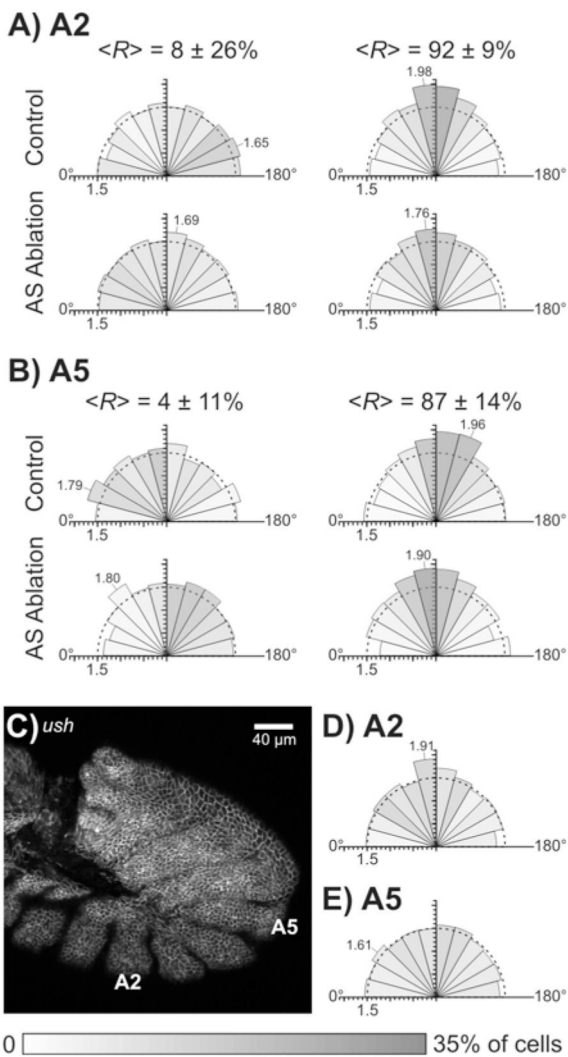 A) A2
<R> = 8 ± 26%
<R> = 92 ± 9%
Control
1.65
0°
180°
1.5
1.98
0°
180°
1.5
AS Ablation
1.69
0°
180°
1.5
1.76
0°
180°
1.5
B) A5
<R> = 4 ± 11%
<R> = 87 ± 14%
Control
1.79
0°
180°
1.5
1.96
0°
180°
1.5
AS Ablation
1.80
0°
180°
1.5
1.90
0°
180°
1.5
C) ush
40 µm
A5
A2
D) A2
1.91
0°
180°
1.5
E) A5
1.61
0°
180°
1.5
0
35% of cells